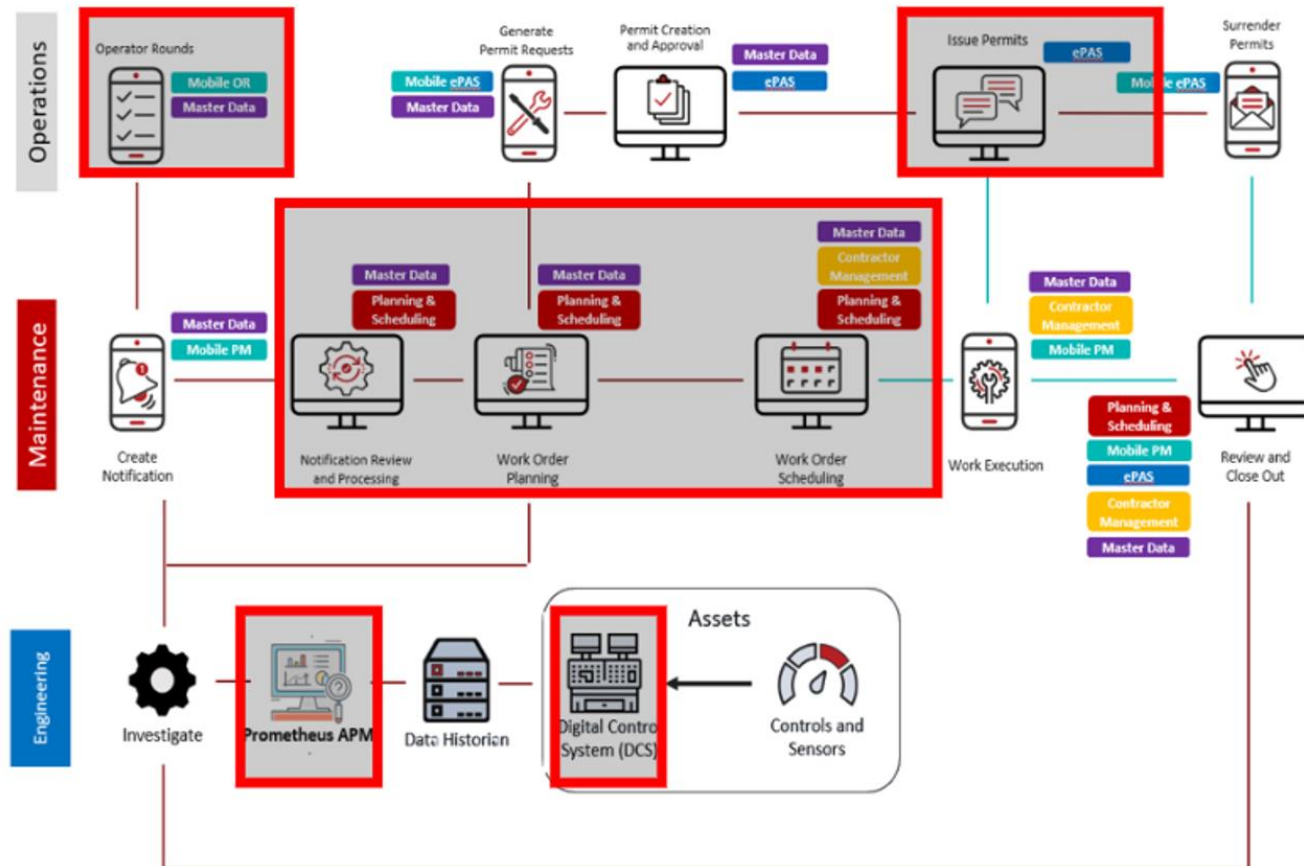 Operations
Operator Rounds
Mobile OR
Master Data
Generate
Permit Requests
Mobile ePAS
Master Data
Permit Creation
and Approval
Master Data
ePAS
Issue Permits
ePAS
Surrender
Permits
Mobile ePAS
Maintenance
Master Data
Mobile PM
1
Create
Notification
Master Data
Planning &
Scheduling
Notification Review
and Processing
Master Data
Planning &
Scheduling
Work Order
Planning
Master Data
Contractor
Management
Planning &
Scheduling
Work Order
Scheduling
Master Data
Contractor
Management
Mobile PM
Work Execution
Planning &
Scheduling
Mobile PM
ePAS
Contractor
Management
Master Data
Review and
Close Out
Engineering
Investigate
Prometheus APM
Data Historian
Assets
Digital Contro
System (DCS)
Controls and
Sensors